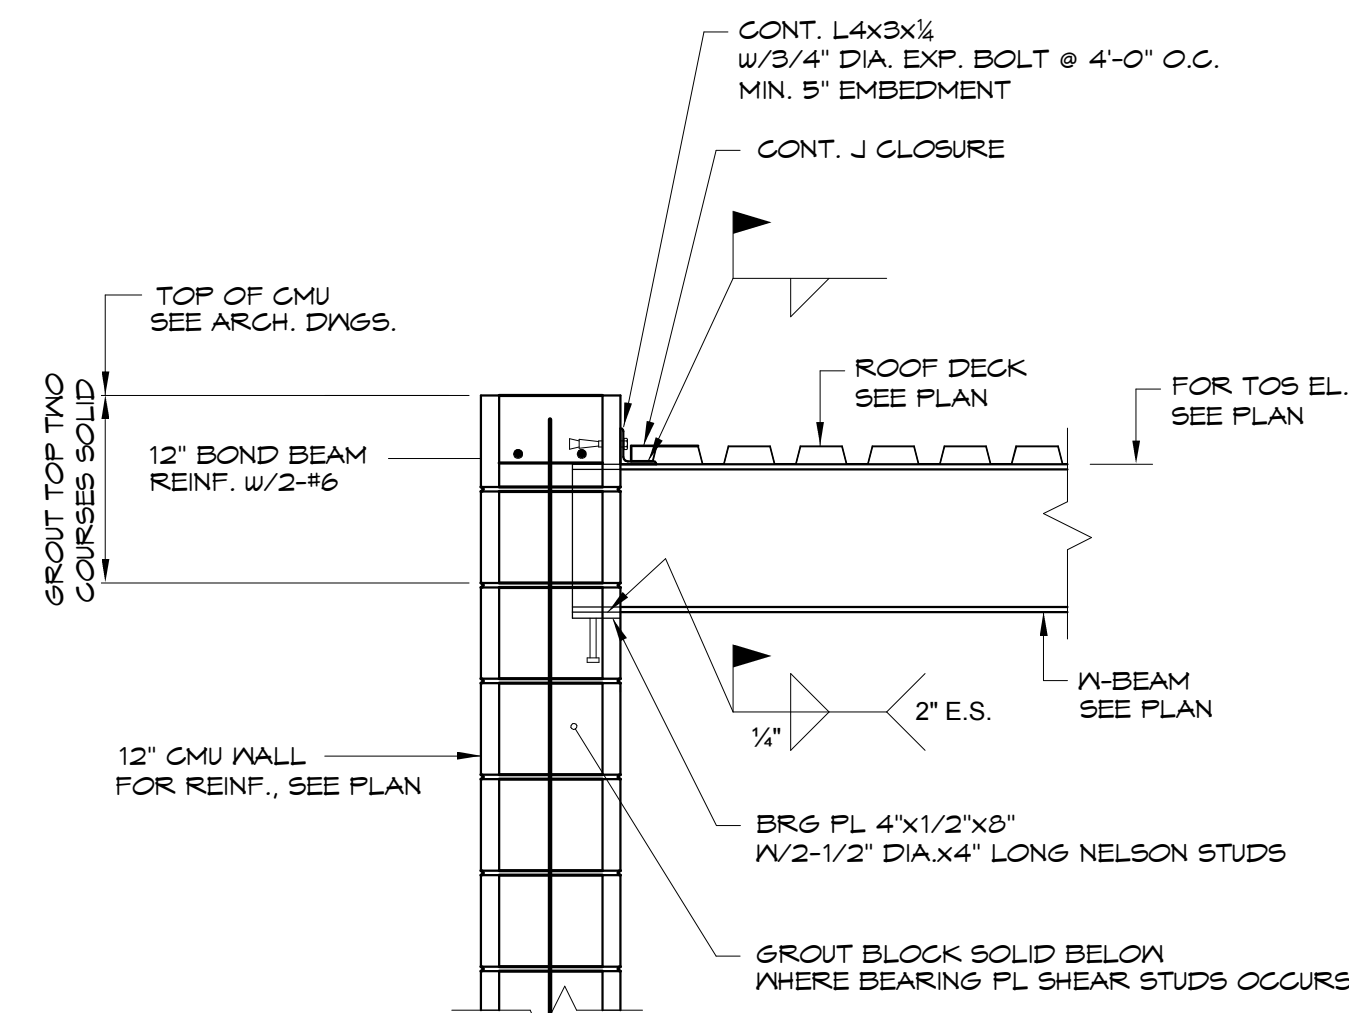 CONT. L4x3x¼
W/3/4" DIA. EXP. BOLT @ 4'-0" O.C.
MIN. 5" EMBEDMENT
CONT. J CLOSURE
TOP OF CMU
SEE ARCH. DWGS.
ROOF DECK
SEE PLAN
FOR TOS EL.
SEE PLAN
GROUT TOP TWO
COURSES SOLID
12" BOND BEAM
REINF. W/2-#6
W-BEAM
SEE PLAN
2" E.S.
¼"
12" CMU WALL
FOR REINF., SEE PLAN
BRG PL 4"x1/2"x8"
W/2-1/2" DIA.x4" LONG NELSON STUDS
GROUT BLOCK SOLID BELOW
WHERE BEARING PL SHEAR STUDS OCCURS